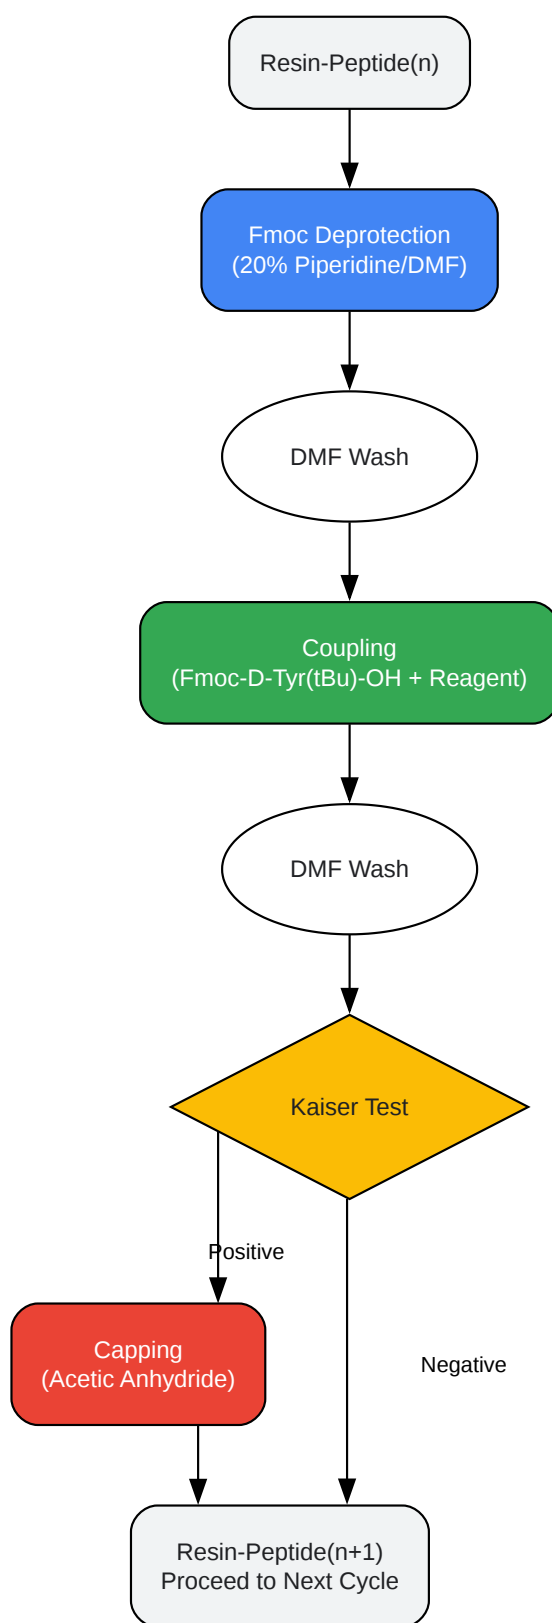 Resin-Peptide(n)
Fmoc Deprotection
(20% Piperidine/DMF)
DMF Wash
Coupling
(Fmoc-D-Tyr(tBu)-OH + Reagent)
DMF Wash
Kaiser Test
Positive
Capping
(Acetic Anhydride)
Negative
Resin-Peptide(n+1)
Proceed to Next Cycle